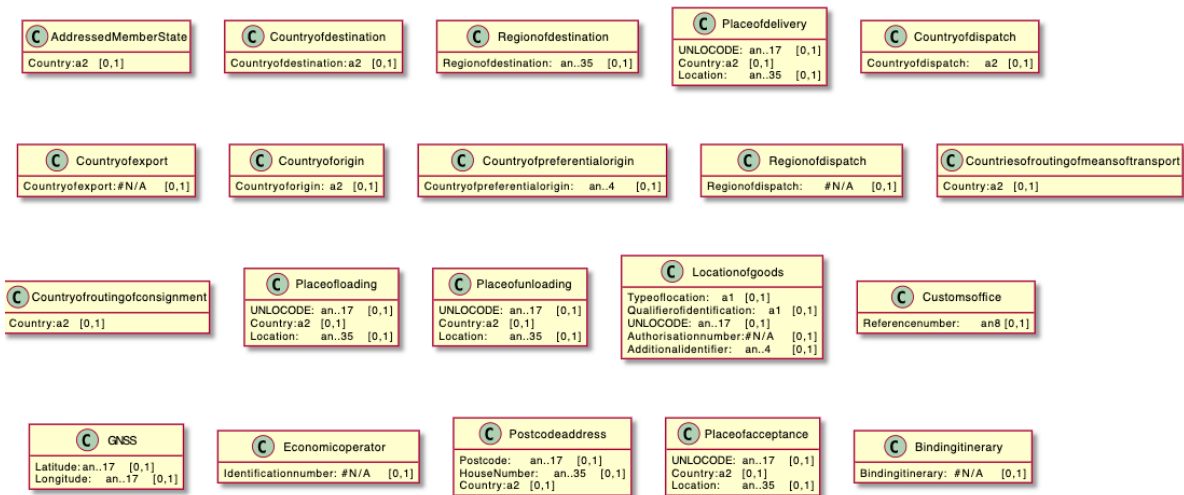 C AddressedMemberState
Country:a2 [0,1]
C Countryofdestination
Countryofdestination:a2 [0,1]
C Regionofdestination
Regionofdestination: an..35 [0,1]
C Placeofdelivery
UNLOCODE: an..17 [0,1]
Country:a2 [0,1]
Location: an..35 [0,1]
C Countryofdispatch
Countryofdispatch: a2 [0,1]
C Countryofexport
Countryofexport:#N/A [0,1]
C Countryoforigin
Countryoforigin: a2 [0,1]
C Countryofpreferentialorigin
Countryofpreferentialorigin: an..4 [0,1]
C Regionofdispatch
Regionofdispatch: #N/A [0,1]
C Countriesofroutingofmeansoftransport
Country:a2 [0,1]
C Countryofroutingofconsignment
Country:a2 [0,1]
C Placeofloading
UNLOCODE: an..17 [0,1]
Country:a2 [0,1]
Location: an..35 [0,1]
C Placeofunloading
UNLOCODE: an..17 [0,1]
Country:a2 [0,1]
Location: an..35 [0,1]
C Locationofgoods
Typeoflocation: a1 [0,1]
Qualifierofidentification: a1 [0,1]
UNLOCODE: an..17 [0,1]
Authorisationnumber:#N/A [0,1]
Additionalidentifier: an..4 [0,1]
C Customsoffice
Referencenumber: an8 [0,1]
C GNSS
Latitude:an..17 [0,1]
Longitude: an..17 [0,1]
C Economicoperator
Identificationnumber: #N/A [0,1]
C Postcodeaddress
Postcode: an..17 [0,1]
HouseNumber: an..35 [0,1]
Country:a2 [0,1]
C Placeofacceptance
UNLOCODE: an..17 [0,1]
Country:a2 [0,1]
Location: an..35 [0,1]
C Bindingitinerary
Bindingitinerary: #N/A [0,1]